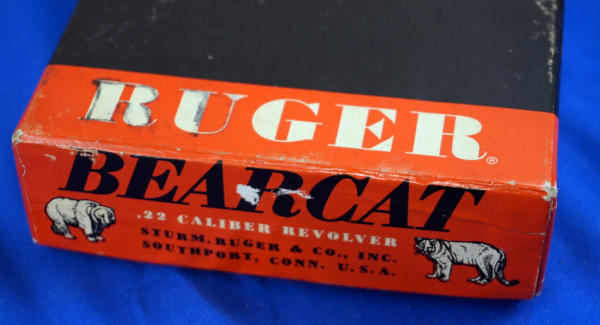 RUGER®
BEARCAT
.22 CALIBER REVOLVER
STURM, RUGER & CO., INC.
SOUTHPORT, CONN. U.S.A.